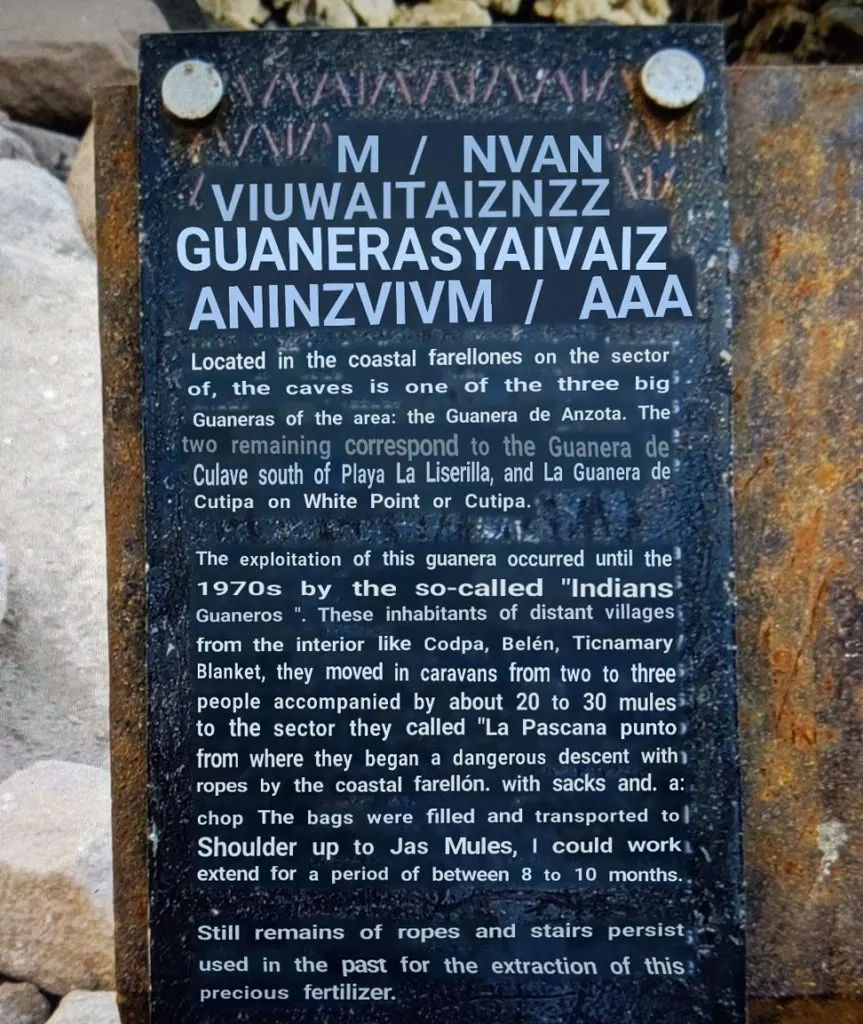 M / NVAN
VIUWAITAIZNZZ
GUANERASYAIVAIZ
ANINZVIVM / AAA
Located in the coastal farellones on the sector
of, the caves is one of the three big
Guaneras of the area: the Guanera de Anzota. The
two remaining correspond to the Guanera de
Culave south of Playa La Liserilla, and La Guanera de
Cutipa on White Point or Cutipa.
The exploitation of this guanera occurred until the
1970s by the so-called "Indians
Guaneros ". These inhabitants of distant villages
from the interior like Codpa, Belén, Ticnamary
Blanket, they moved in caravans from two to three
people accompanied by about 20 to 30 mules
to the sector they called "La Pascana punto
from where they began a dangerous descent with
ropes by the coastal farellón. with sacks and. a:
chop The bags were filled and transported to
Shoulder up to Jas Mules, I could work
extend for a period of between 8 to 10 months.
Still remains of ropes and stairs persist
used in the past for the extraction of this
precious fertilizer.